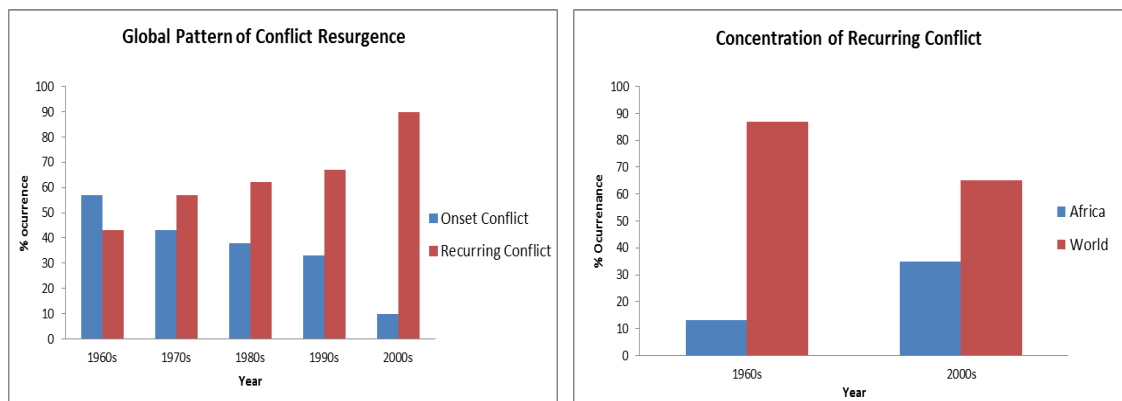 Global Pattern of Conflict Resurgence
100
90
80
70
60
50
40
30
20
10
0
% ocurrence
1960s 1970s 1980s 1990s 2000s
Year
Onset Conflict
Recurring Conflict
Concentration of Recurring Conflict
100
90
80
70
60
50
40
30
20
10
0
% Ocurrenance
1960s 2000s
Year
Africa
World